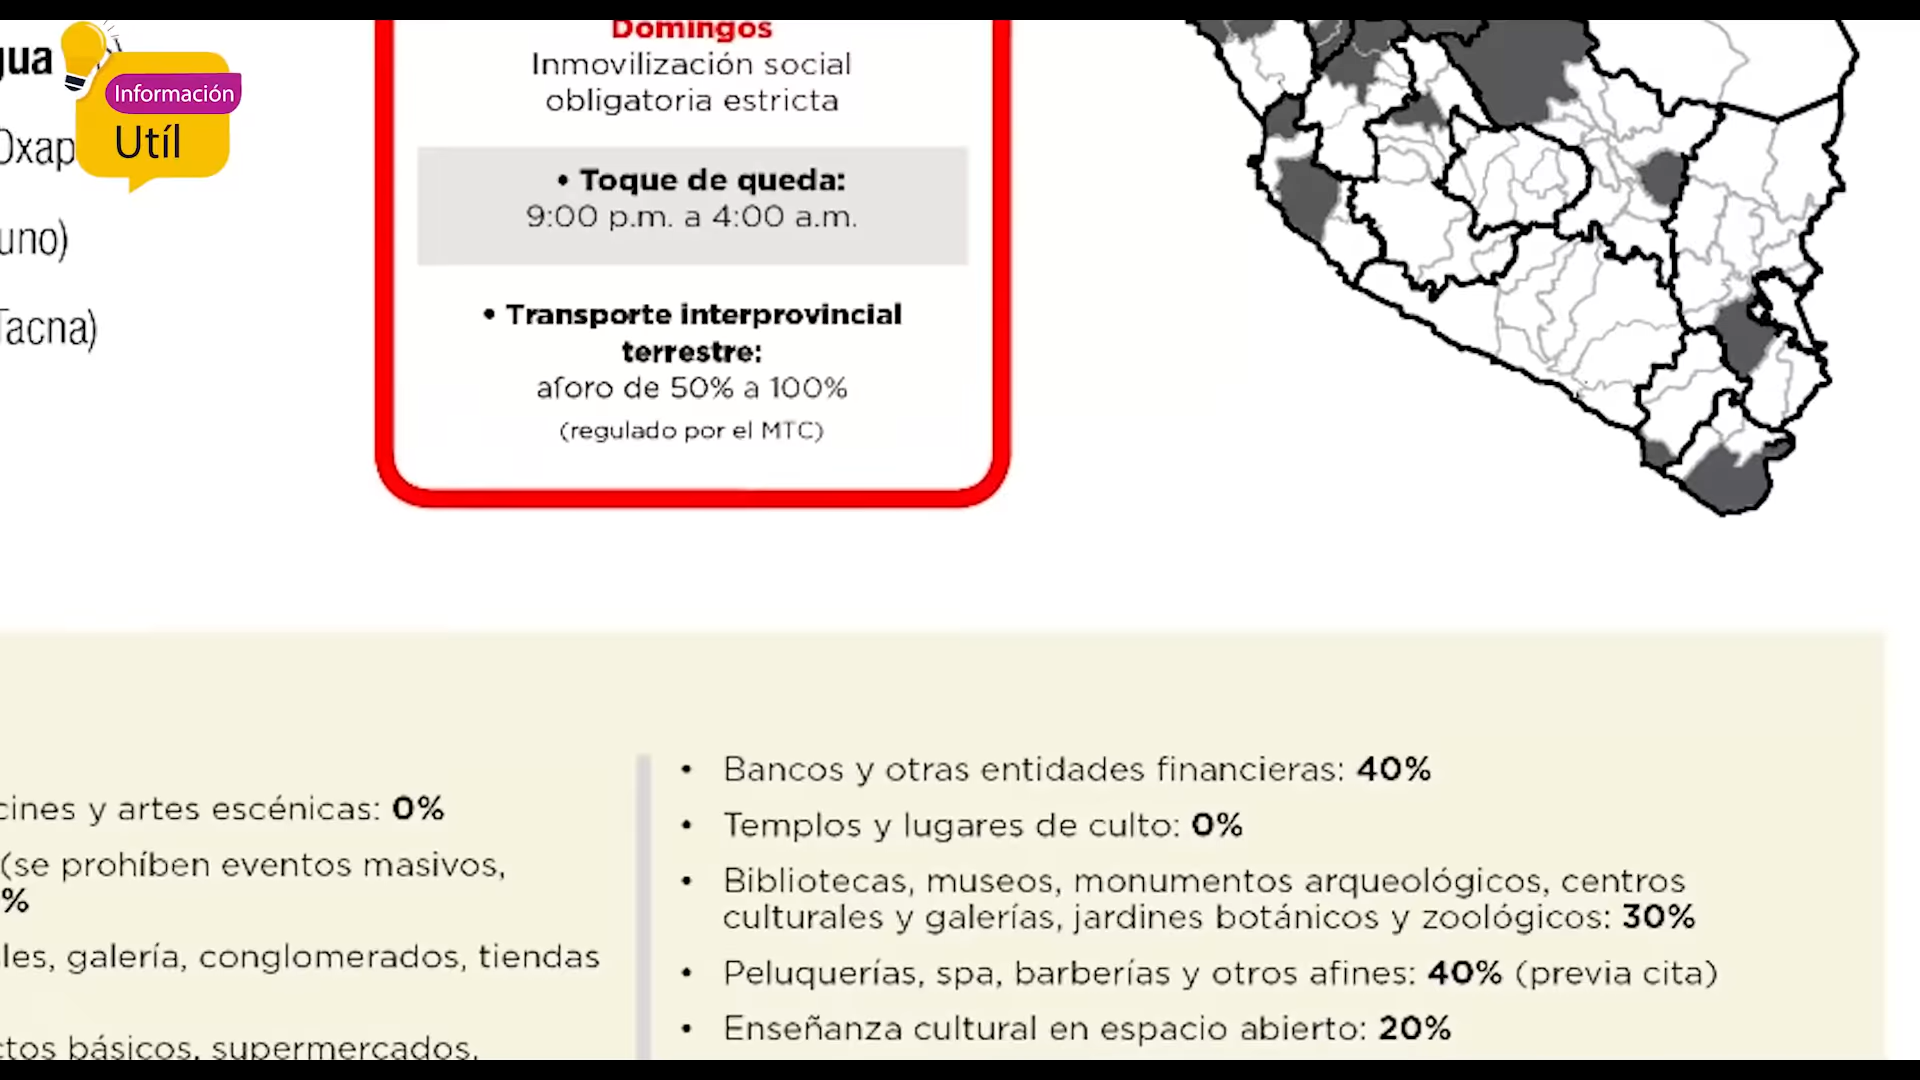 Información
Utíl
gua
Oxap
uno)
Tacna)
Domingos
Inmovilización social
obligatoria estricta
• Toque de queda:
9:00 p.m. a 4:00 a.m.
• Transporte interprovincial
terrestre:
aforo de 50% a 100%
(regulado por el MTC)
cines y artes escénicas: 0%
(se prohíben eventos masivos,
%
les, galería, conglomerados, tiendas
ctos básicos, supermercados,
• Bancos y otras entidades financieras: 40%
• Templos y lugares de culto: 0%
• Bibliotecas, museos, monumentos arqueológicos, centros
culturales y galerías, jardines botánicos y zoológicos: 30%
• Peluquerías, spa, barberías y otros afines: 40% (previa cita)
• Enseñanza cultural en espacio abierto: 20%